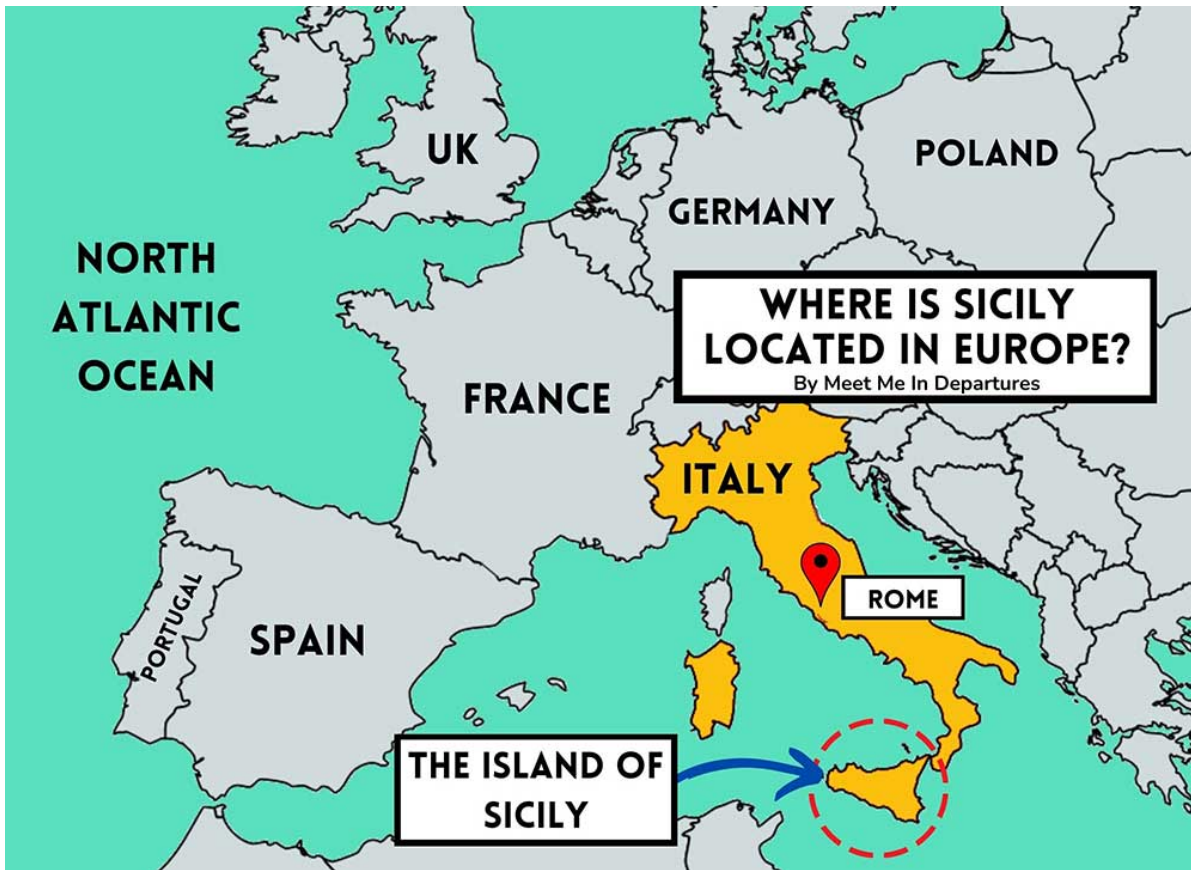 UK
POLAND
GERMANY
NORTH
ATLANTIC
OCEAN
WHERE IS SICILY
LOCATED IN EUROPE?
By Meet Me In Departures
FRANCE
ITALY
ROME
PORTUGAL
SPAIN
THE ISLAND OF
SICILY